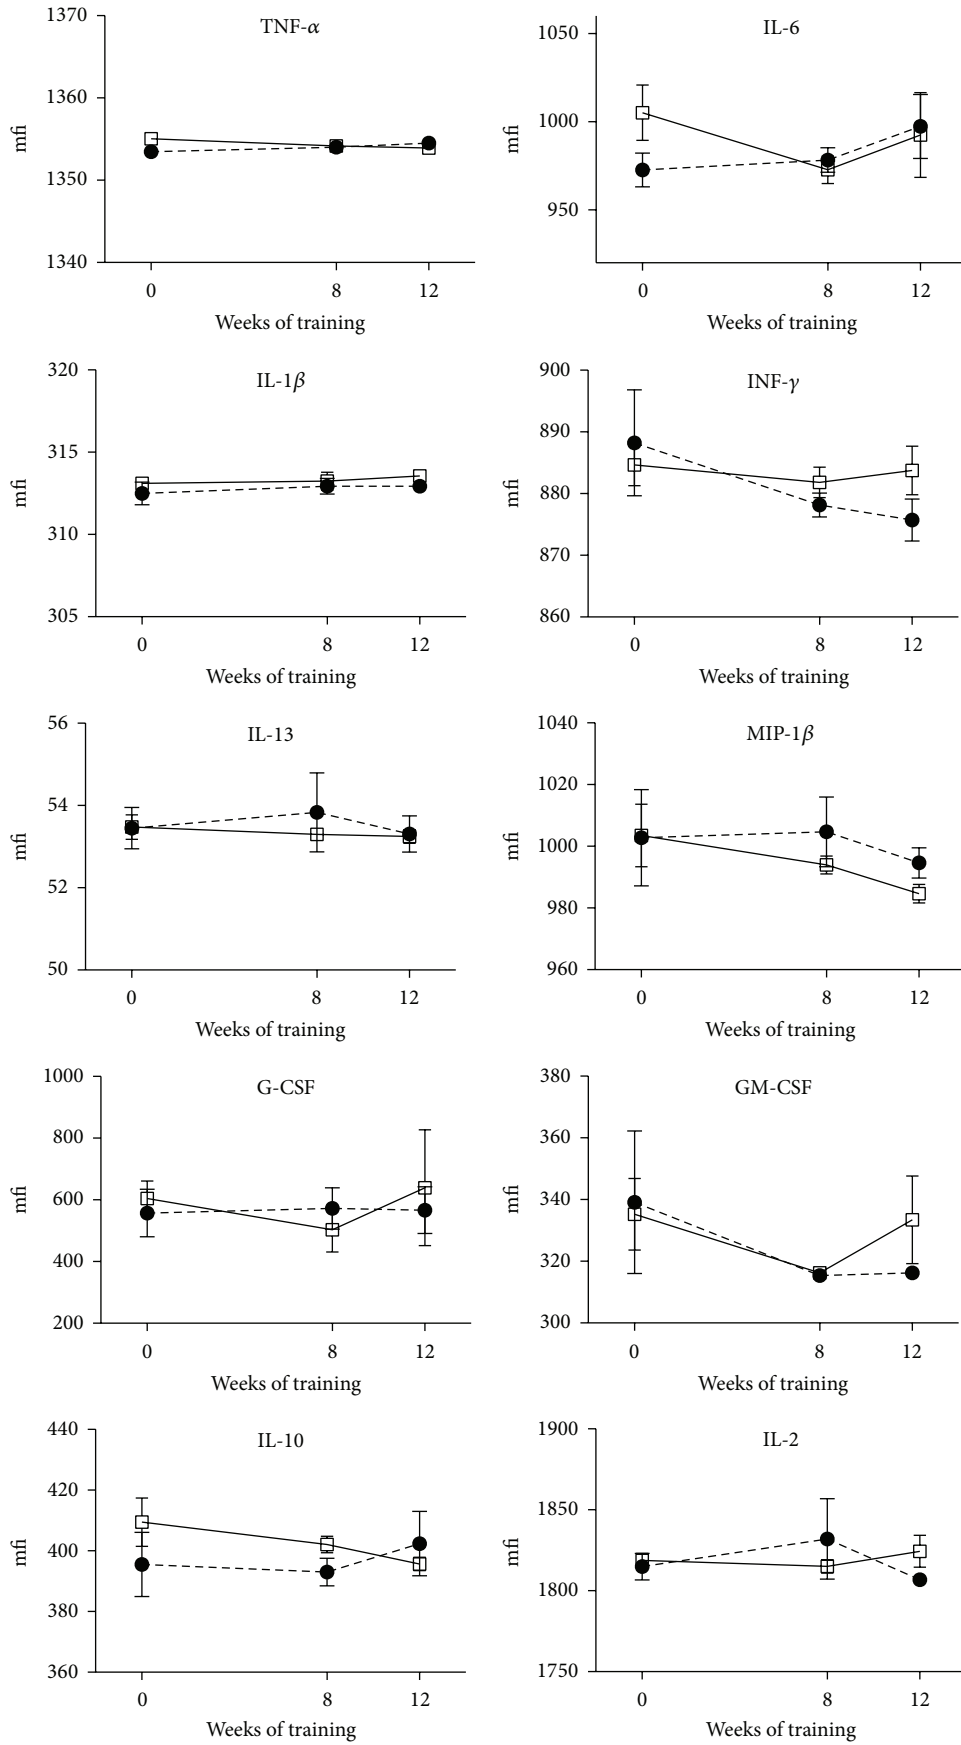 TNF-α
mfi
1370
1360
1350
1340
0 8 12
Weeks of training
IL-6
mfi
1050
1000
950
0 8 12
Weeks of training
IL-1β
mfi
320
315
310
305
0 8 12
Weeks of training
INF-γ
mfi
900
890
880
870
860
0 8 12
Weeks of training
IL-13
mfi
56
54
52
50
0 8 12
Weeks of training
MIP-1β
mfi
1040
1020
1000
980
960
0 8 12
Weeks of training
G-CSF
mfi
1000
800
600
400
200
0 8 12
Weeks of training
GM-CSF
mfi
380
360
340
320
300
0 8 12
Weeks of training
IL-10
mfi
440
420
400
380
360
0 8 12
Weeks of training
IL-2
mfi
1900
1850
1800
1750
0 8 12
Weeks of training